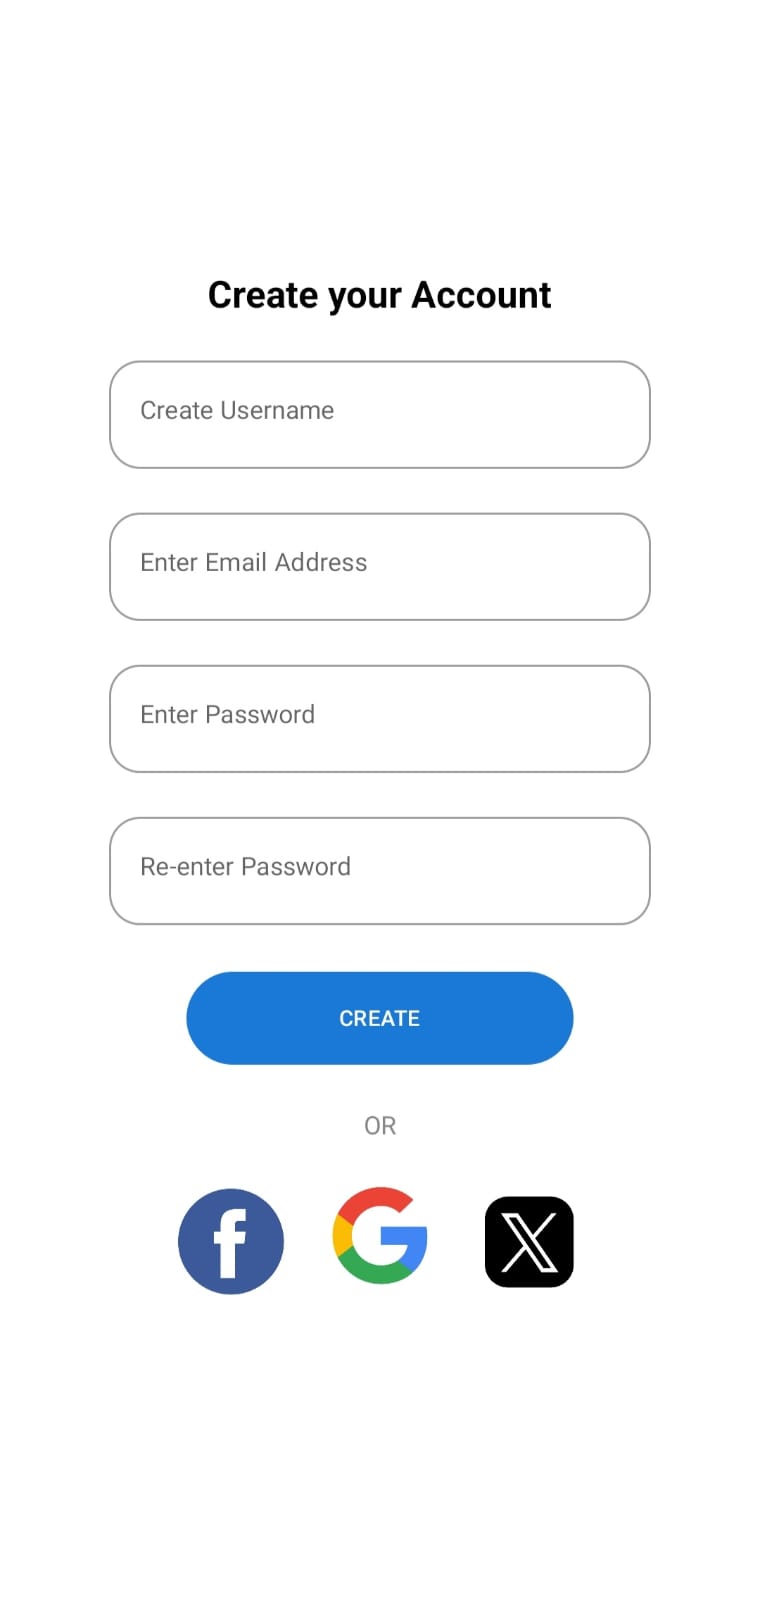 Create your Account
Create Username
Enter Email Address
Enter Password
Re-enter Password
CREATE
OR
f G X